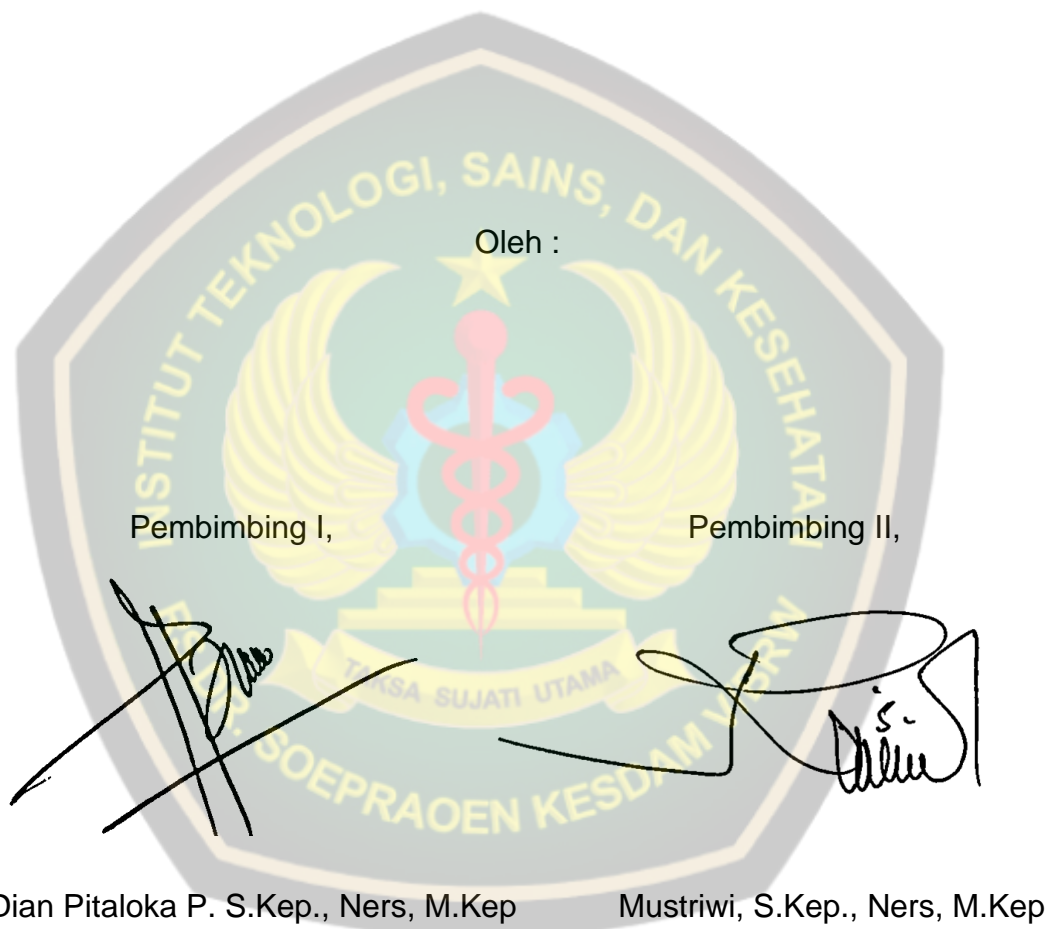 INSTITUT TEKNOLOGI, SAINS, DAN KESEHATAN
Oleh :
Pembimbing I,
Pembimbing II,
TAKSA SUJATI UTAMA
DR. SOEPRAOEN KESDAM V/BRW
Dian Pitaloka P. S.Kep., Ners, M.Kep
Mustriwi, S.Kep., Ners, M.Kep